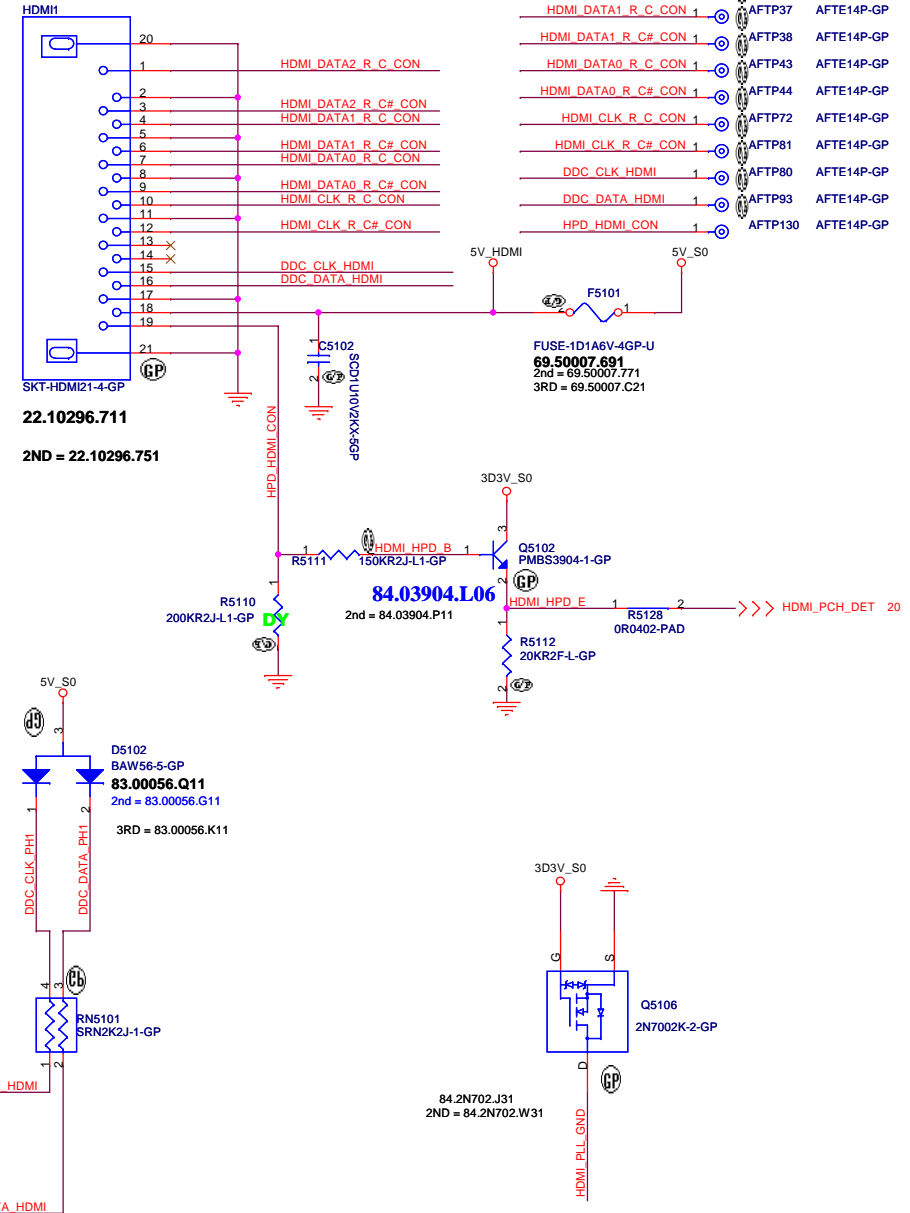 HDMI1
20
1 HDMI_DATA2_R_C_CON
2
3 HDMI_DATA2_R_C#_CON
4 HDMI_DATA1_R_C_CON
5
6 HDMI_DATA1_R_C#_CON
7 HDMI_DATA0_R_C_CON
8
9 HDMI_DATA0_R_C#_CON
10 HDMI_CLK_R_C_CON
11
12 HDMI_CLK_R_C#_CON
13
14
15 DDC_CLK_HDMI
16 DDC_DATA_HDMI
17
18
19
21
GP
SKT-HDMI21-4-GP
22.10296.711
2ND = 22.10296.751
HDMI_DATA1_R_C_CON 1 AFTP37 AFTE14P-GP
HDMI_DATA1_R_C#_CON 1 AFTP38 AFTE14P-GP
HDMI_DATA0_R_C_CON 1 AFTP43 AFTE14P-GP
HDMI_DATA0_R_C#_CON 1 AFTP44 AFTE14P-GP
HDMI_CLK_R_C_CON 1 AFTP72 AFTE14P-GP
HDMI_CLK_R_C#_CON 1 AFTP81 AFTE14P-GP
DDC_CLK_HDMI 1 AFTP80 AFTE14P-GP
DDC_DATA_HDMI 1 AFTP93 AFTE14P-GP
HPD_HDMI_CON 1 AFTP130 AFTE14P-GP
5V_HDMI
5V_S0
F5101
2 1
GP
FUSE-1D1A6V-4GP-U
69.50007.691
2nd = 69.50007.771
3RD = 69.50007.C21
1
C5102
2
GP
SCD1U10V2KX-5GP
HPD_HDMI_CON
3D3V_S0
3
1 R5111
150KR2J-L1-GP
HDMI_HPD_B 1
Q5102
PMBS3904-1-GP
2
GP
84.03904.L06
2nd = 84.03904.P11
1
R5110
200KR2J-L1-GP
DY
HDMI_HPD_E
1 2
R5128
0R0402-PAD
HDMI_PCH_DET 20
1
R5112
20KR2F-L-GP
2
GP
5V_S0
GP
3
D5102
BAW56-5-GP
83.00056.Q11
2nd = 83.00056.G11
3RD = 83.00056.K11
1 2
DDC_CLK_PH1
DDC_DATA_PH1
4 3
RN5101
SRN2K2J-1-GP
1 2
_HDMI
A_HDMI
3D3V_S0
G S
Q5106
2N7002K-2-GP
D
GP
84.2N702.J31
2ND = 84.2N702.W31
HDMI_PLL_GND